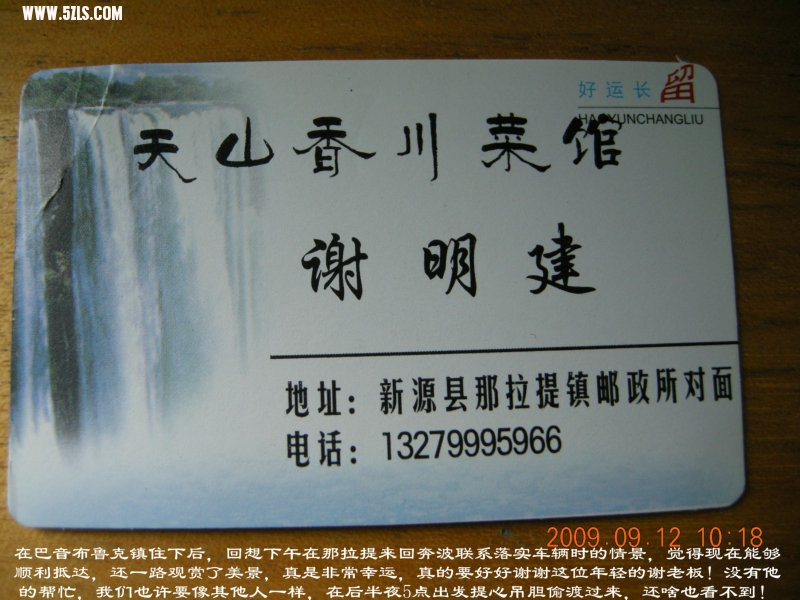 WWW.5ZLS.COM
好运长留
HAOYUNCHANGLIU
天山香川菜馆
谢明建
地址：新源县那拉提镇邮政所对面
电话：13279995966
2009.09.12 10:18
在巴音布鲁克镇住下后，回想下午在那拉提来回奔波联系落实车辆时的情景，觉得现在能够
顺利抵达，还一路观赏了美景，真是非常幸运，真的要好好谢谢这位年轻的谢老板！没有他
的帮忙，我们也许要像其他人一样，在后半夜5点出发提心吊胆偷渡过来，还啥也看不到！